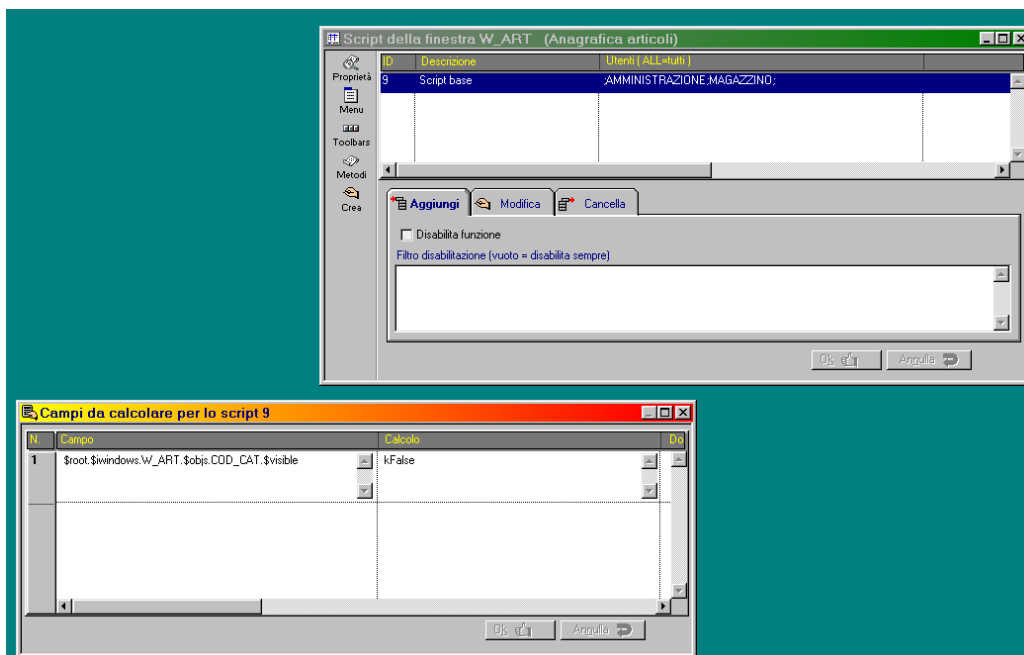 Script della finestra W_ART (Anagrafica articoli)
ID Descrizione Utenti ( ALL=tutti )
9 Script base ;AMMINISTRAZIONE;MAGAZZINO;
Proprietà
Menu
Toolbars
Metodi
Crea
Aggiungi Modifica Cancella
Disabilita funzione
Filtro disabilitazione (vuoto = disabilita sempre)
Ok Annulla
Campi da calcolare per lo script 9
N. Campo Calcolo Do
1 $root.$iwindows.W_ART.$objs.COD_CAT.$visible kFalse
Ok Annulla